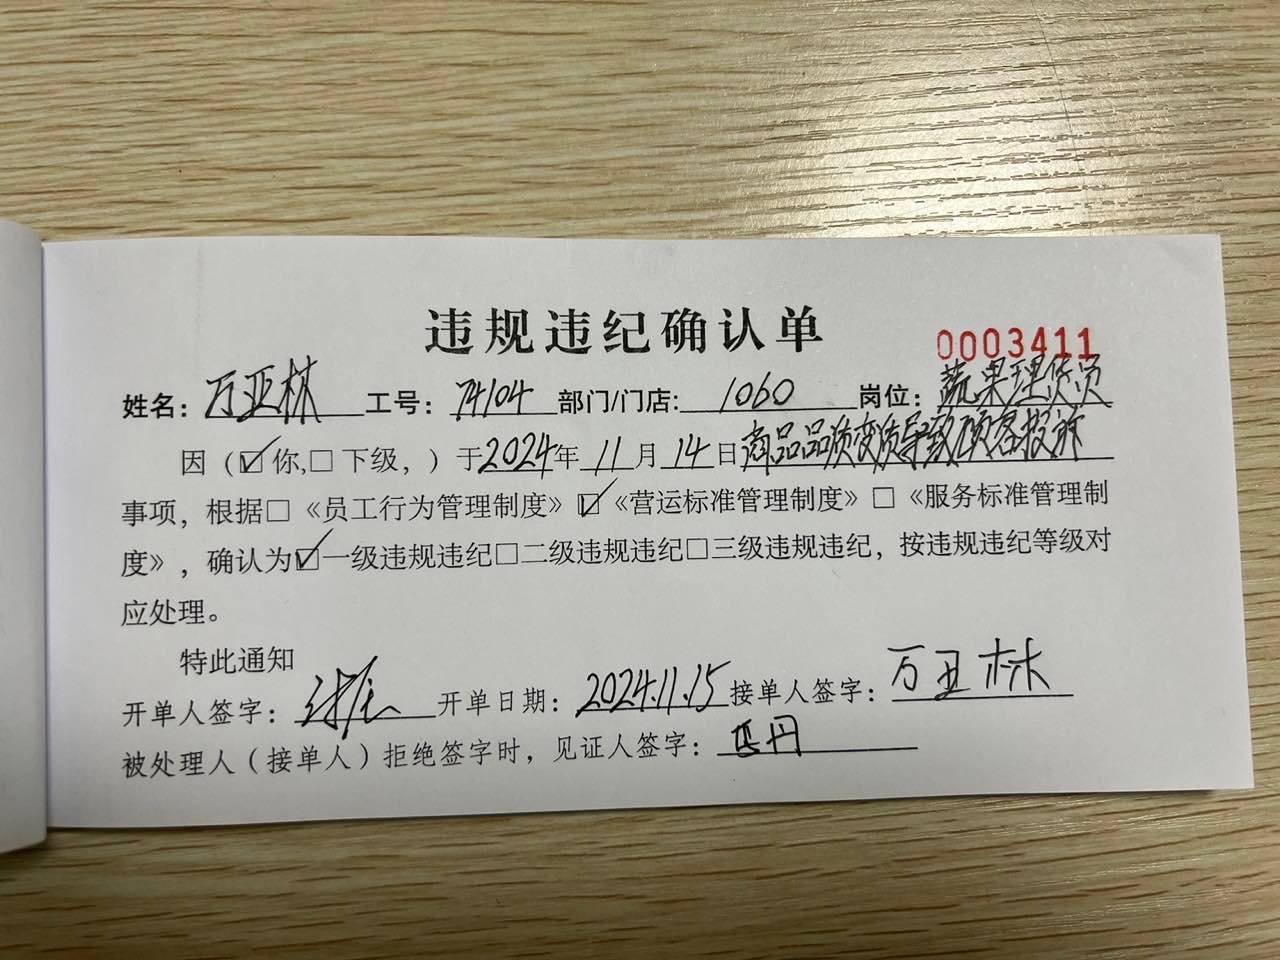 违规违纪确认单
0003411
姓名：万亚林 工号：74104 部门/门店：1060 岗位：蔬果理货员
因（☑你，□下级，）于2024年11月14日商品品质变质导致顾客投诉
事项，根据□《员工行为管理制度》☑《营运标准管理制度》□《服务标准管理制
度》，确认为☑一级违规违纪□二级违规违纪□三级违规违纪，按违规违纪等级对
应处理。
特此通知
开单人签字： 开单日期：2024.11.15 接单人签字：万亚林
被处理人（接单人）拒绝签字时，见证人签字：